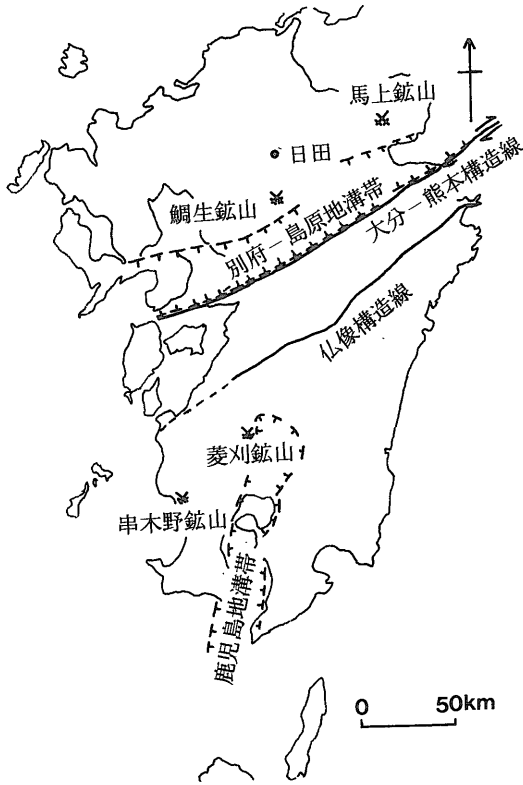 馬上鉱山
日田
鯛生鉱山
別府－島原地溝帯
大分－熊本構造線
仏像構造線
菱刈鉱山
串木野鉱山
鹿児島地溝帯
0 50km